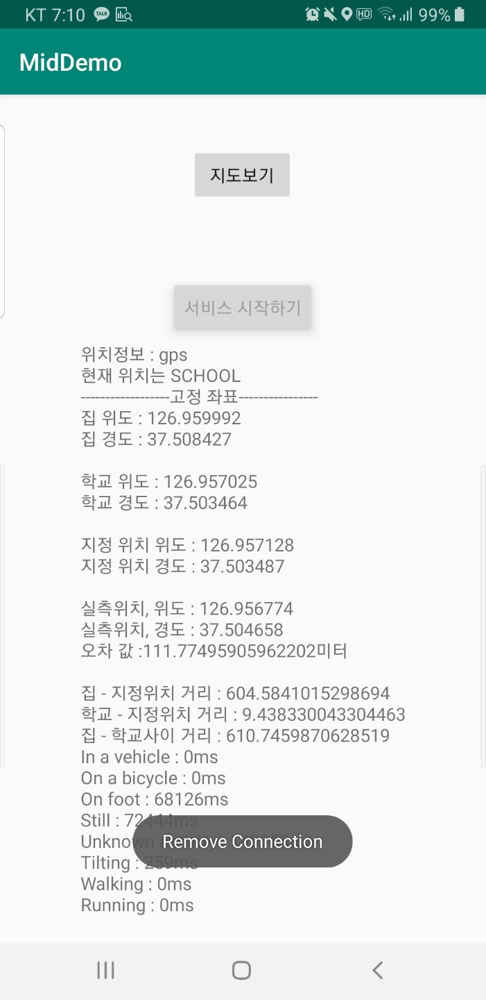 KT 7:10 TALK HD 99%
MidDemo
지도보기
서비스 시작하기
위치정보 : gps
현재 위치는 SCHOOL
------------------고정 좌표----------------
집 위도 : 126.959992
집 경도 : 37.508427
학교 위도 : 126.957025
학교 경도 : 37.503464
지정 위치 위도 : 126.957128
지정 위치 경도 : 37.503487
실측위치, 위도 : 126.956774
실측위치, 경도 : 37.504658
오차 값 :111.77495905962202미터
집 - 지정위치 거리 : 604.5841015298694
학교 - 지정위치 거리 : 9.438330043304463
집 - 학교사이 거리 : 610.7459870628519
In a vehicle : 0ms
On a bicycle : 0ms
On foot : 68126ms
Still : 72444ms
Unknown
Remove Connection
Tilting : 259ms
Walking : 0ms
Running : 0ms